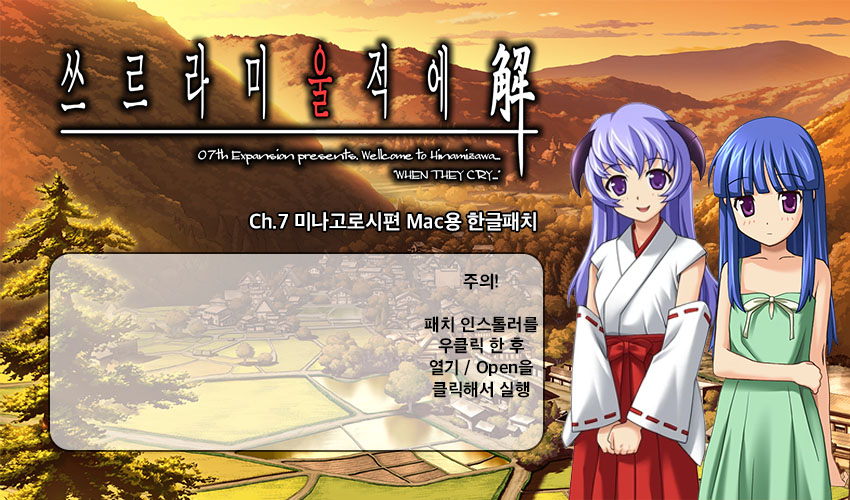 쓰르라미 울적에 解
07th Expansion presents. Wellcome to Hinamizawa...
"WHEN THEY CRY..."
Ch.7 미나고로시편 Mac용 한글패치
주의!
패치 인스톨러를
우클릭 한 후
열기 / Open을
클릭해서 실행